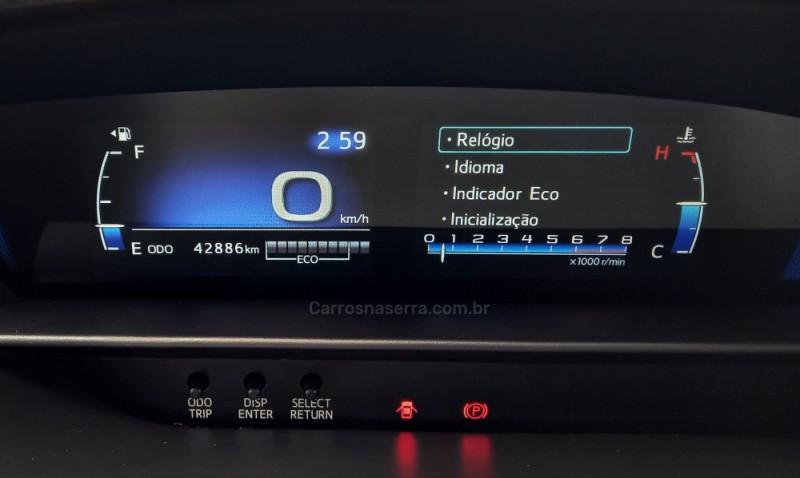 F
2 59
0
km/h
E ODO 42886km
ECO
• Relógio
• Idioma
• Indicador Eco
• Inicialização
0 1 2 3 4 5 6 7 8
x1000 r/min
H
C
Carrosnaserra.com.br
ODO
TRIP
DISP
ENTER
SELECT
RETURN
P